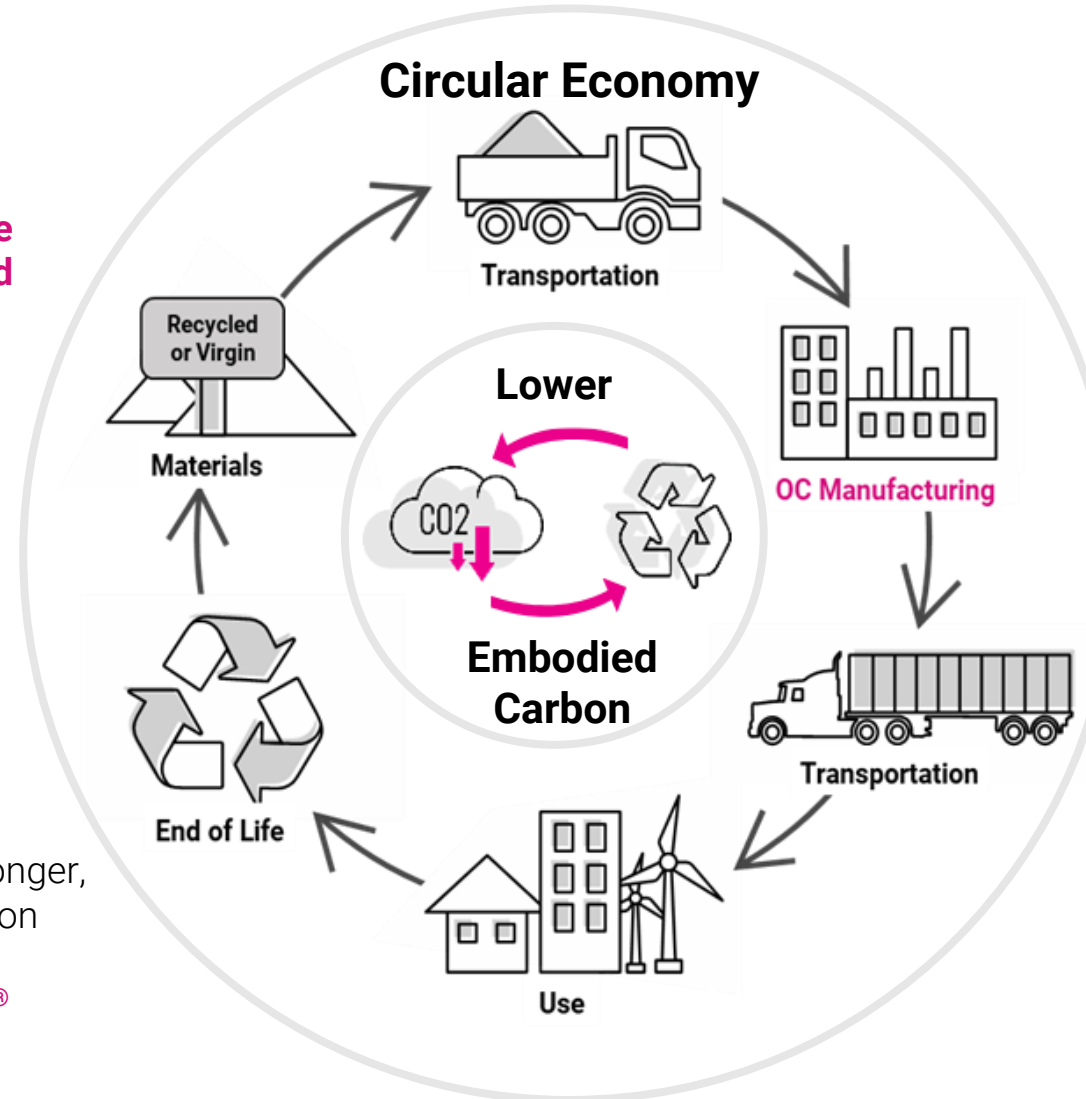 Circular Economy
Transportation
Recycled
or Virgin
Materials
Lower
CO2
OC Manufacturing
Embodied
Carbon
Transportation
End of Life
Use
e
d
onger,
on
®